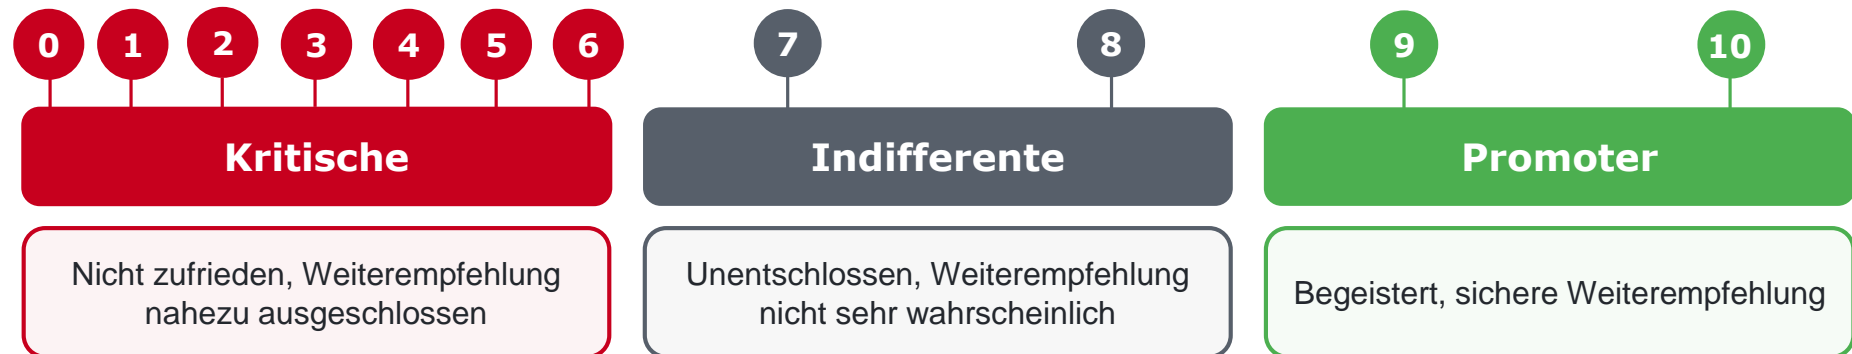 0 1 2 3 4 5 6 7 8 9 10
Kritische Indifferente Promoter
Nicht zufrieden, Weiterempfehlung
nahezu ausgeschlossen
Unentschlossen, Weiterempfehlung
nicht sehr wahrscheinlich
Begeistert, sichere Weiterempfehlung